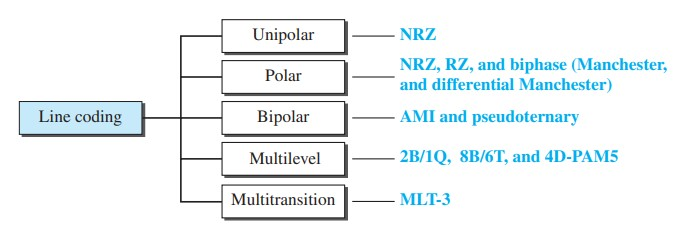 Line coding
Unipolar
NRZ
Polar
NRZ, RZ, and biphase (Manchester,
and differential Manchester)
Bipolar
AMI and pseudoternary
Multilevel
2B/1Q, 8B/6T, and 4D-PAM5
Multitransition
MLT-3